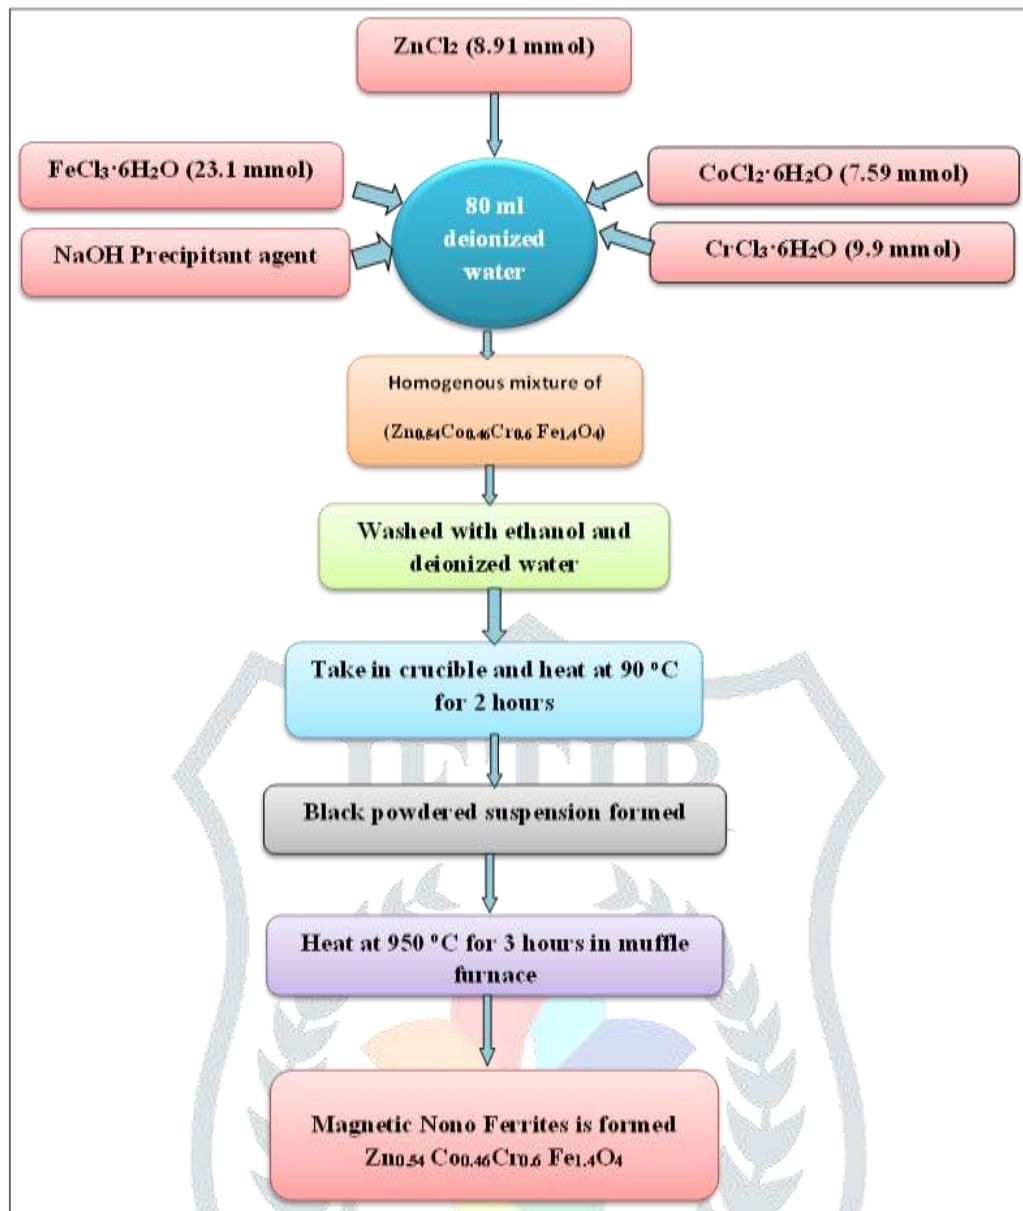 ZnCl₂ (8.91 mmol)
FeCl₃·6H₂O (23.1 mmol)
NaOH Precipitant agent
80 ml
deionized
water
CoCl₂·6H₂O (7.59 mmol)
CrCl₃·6H₂O (9.9 mmol)
Homogenous mixture of
(Zn₀.₅₄Co₀.₄₆Cr₀.₆ Fe₁.₄O₄)
Washed with ethanol and
deionized water
Take in crucible and heat at 90 ⁰C
for 2 hours
JETIR
Black powdered suspension formed
Heat at 950 ⁰C for 3 hours in muffle
furnace
Magnetic Nono Ferrites is formed
Zn₀.₅₄ Co₀.₄₆Cr₀.₆ Fe₁.₄O₄